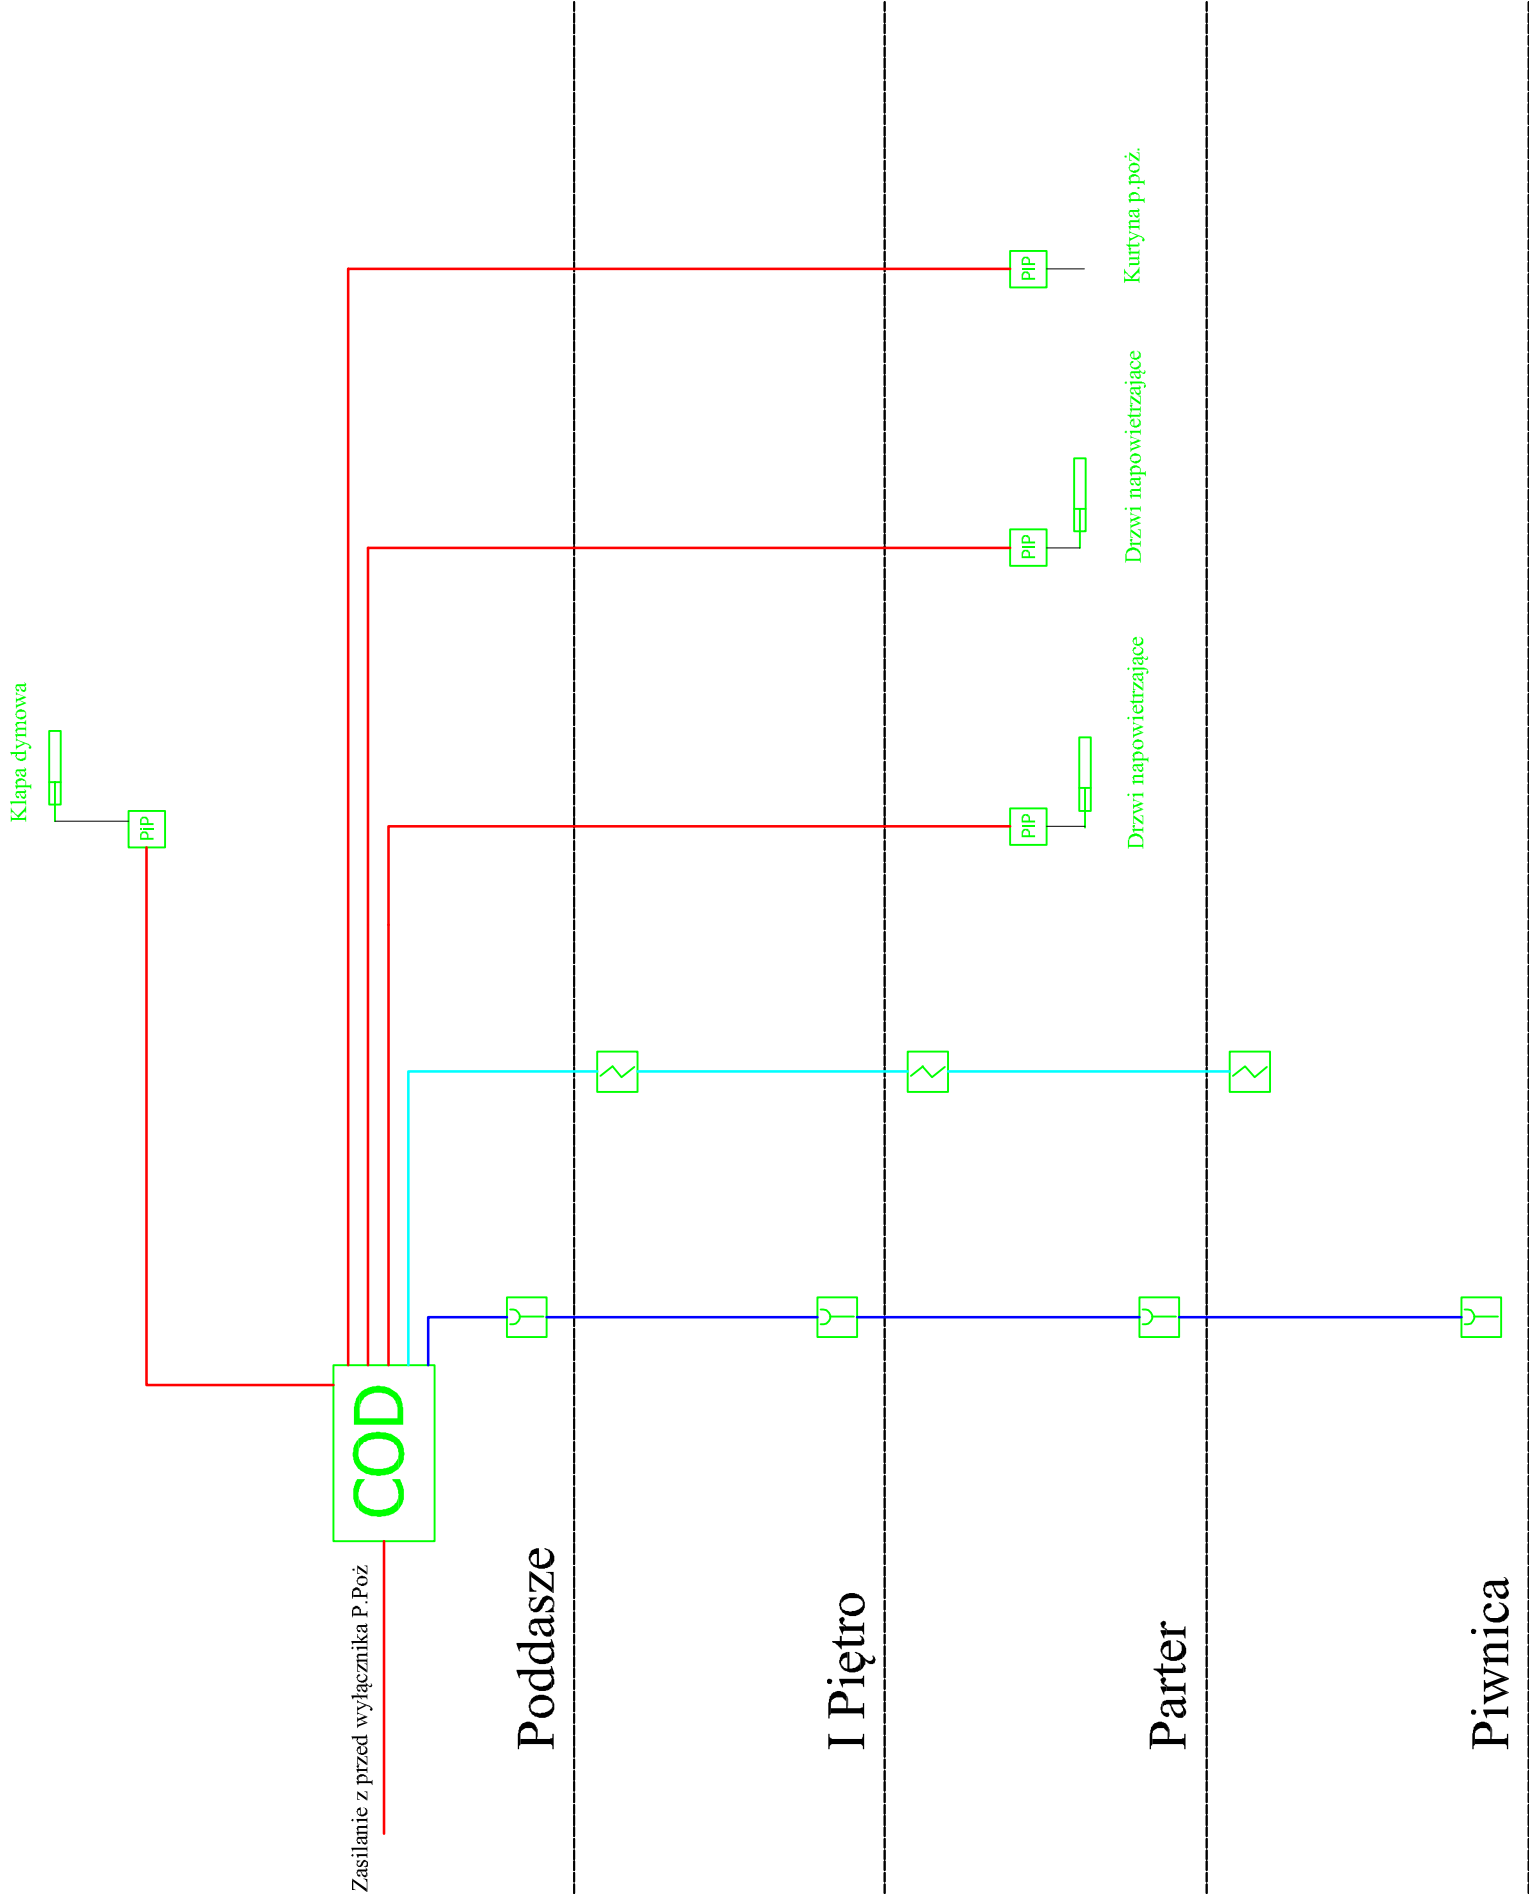 Klapa dymowa
PiP
COD
Zasilanie z przed wyłącznika P.Poż
Poddasze
I Piętro
PIP
PIP
PIP
Drzwi napowietrzające
Drzwi napowietrzające
Kurtyna p.poż.
Parter
Piwnica